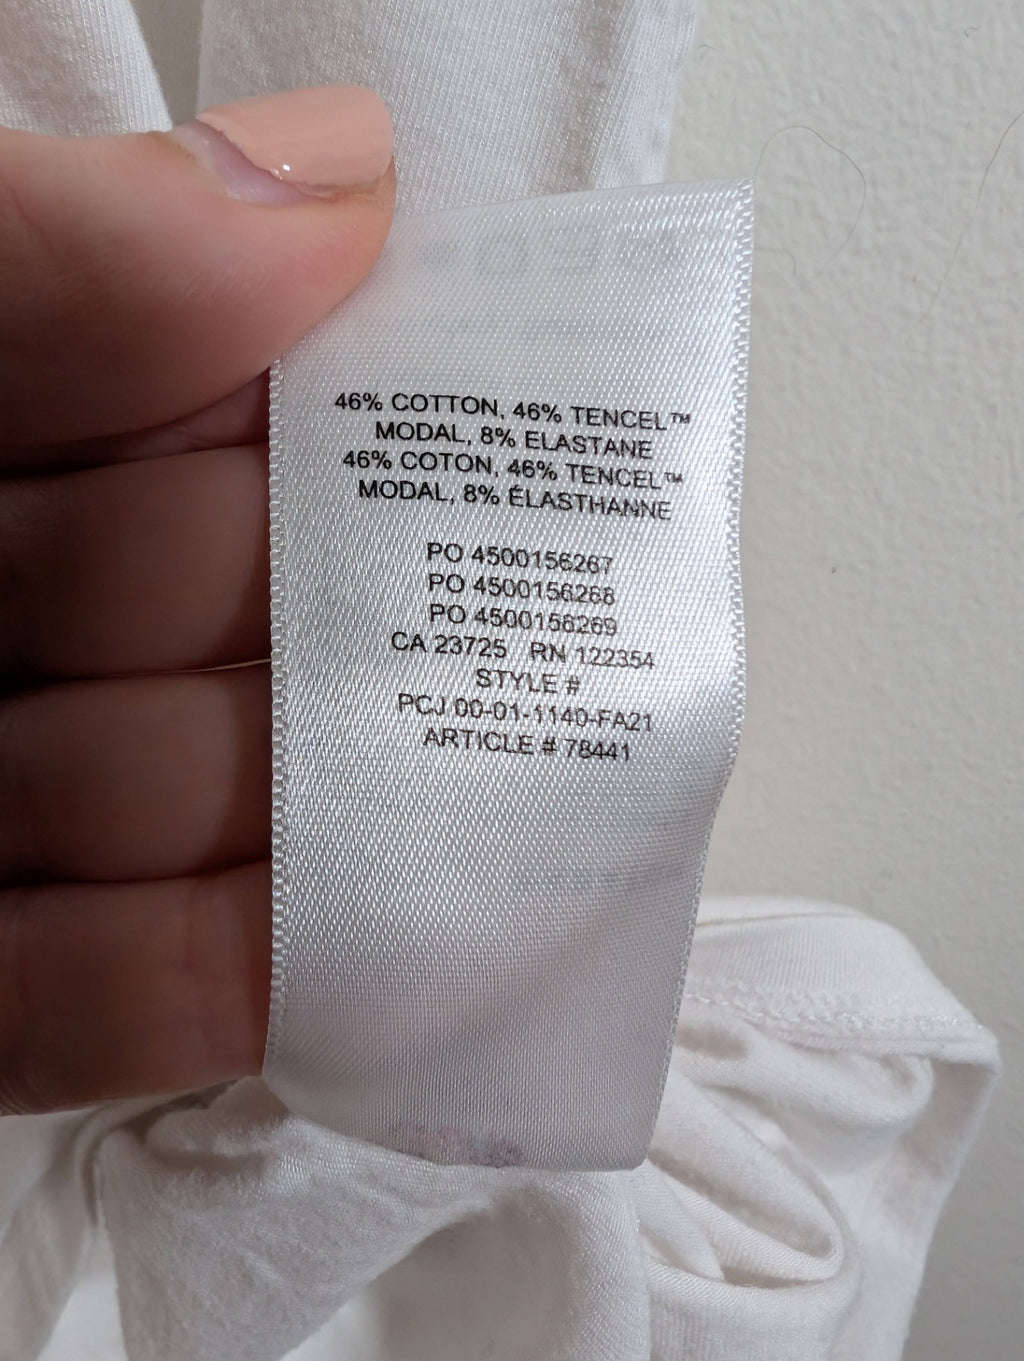 46% COTTON, 46% TENCEL™
MODAL, 8% ELASTANE
46% COTON, 46% TENCEL™
MODAL, 8% ÉLASTHANNE
PO 4500156267
PO 4500156268
PO 4500156269
CA 23725 RN 122354
STYLE #
PCJ 00-01-1140-FA21
ARTICLE # 78441